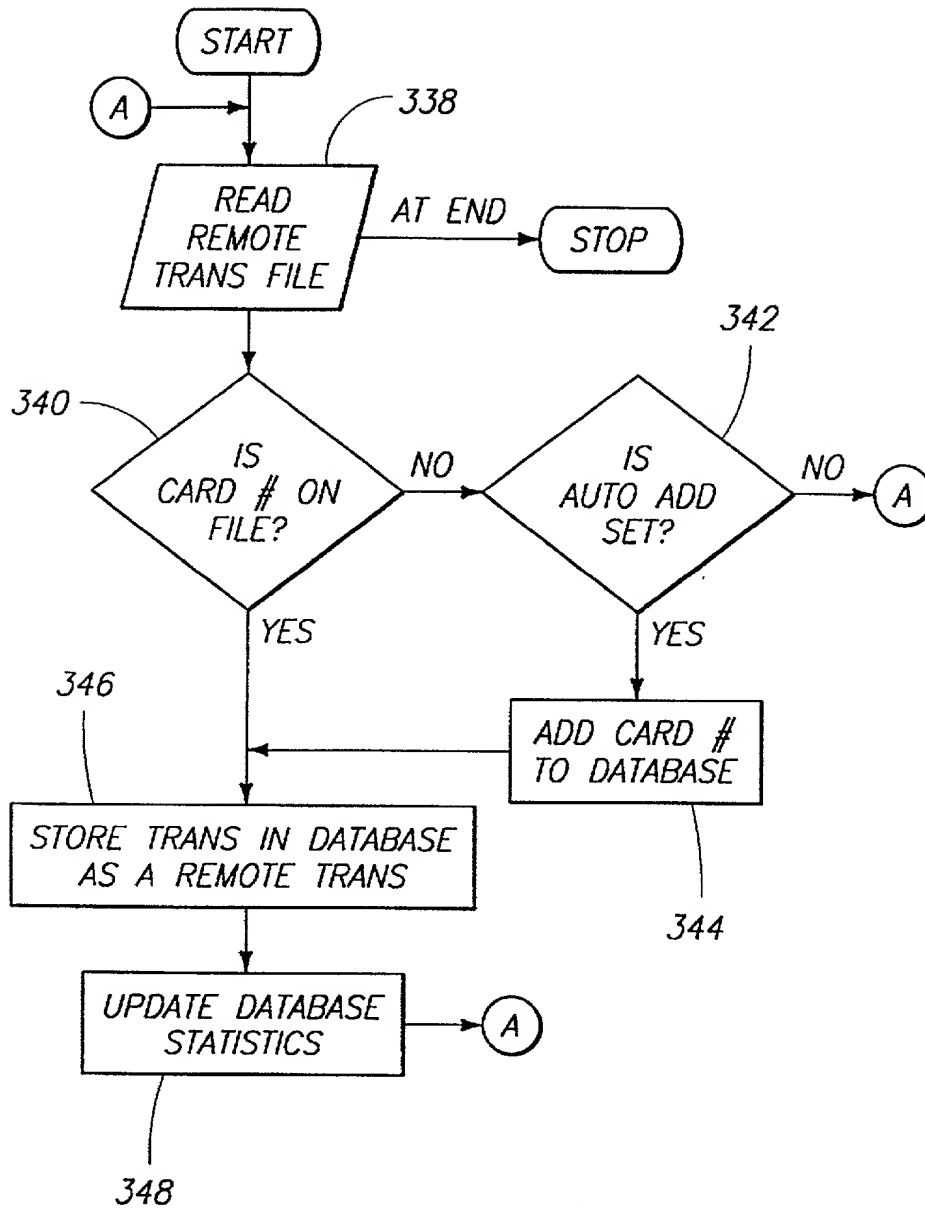 START
A
338
READ
REMOTE
TRANS FILE
AT END
STOP
342
340
IS
CARD # ON
FILE?
NO
IS
AUTO ADD
SET?
NO
A
YES
YES
346
ADD CARD #
TO DATABASE
STORE TRANS IN DATABASE
AS A REMOTE TRANS
344
UPDATE DATABASE
STATISTICS
A
348